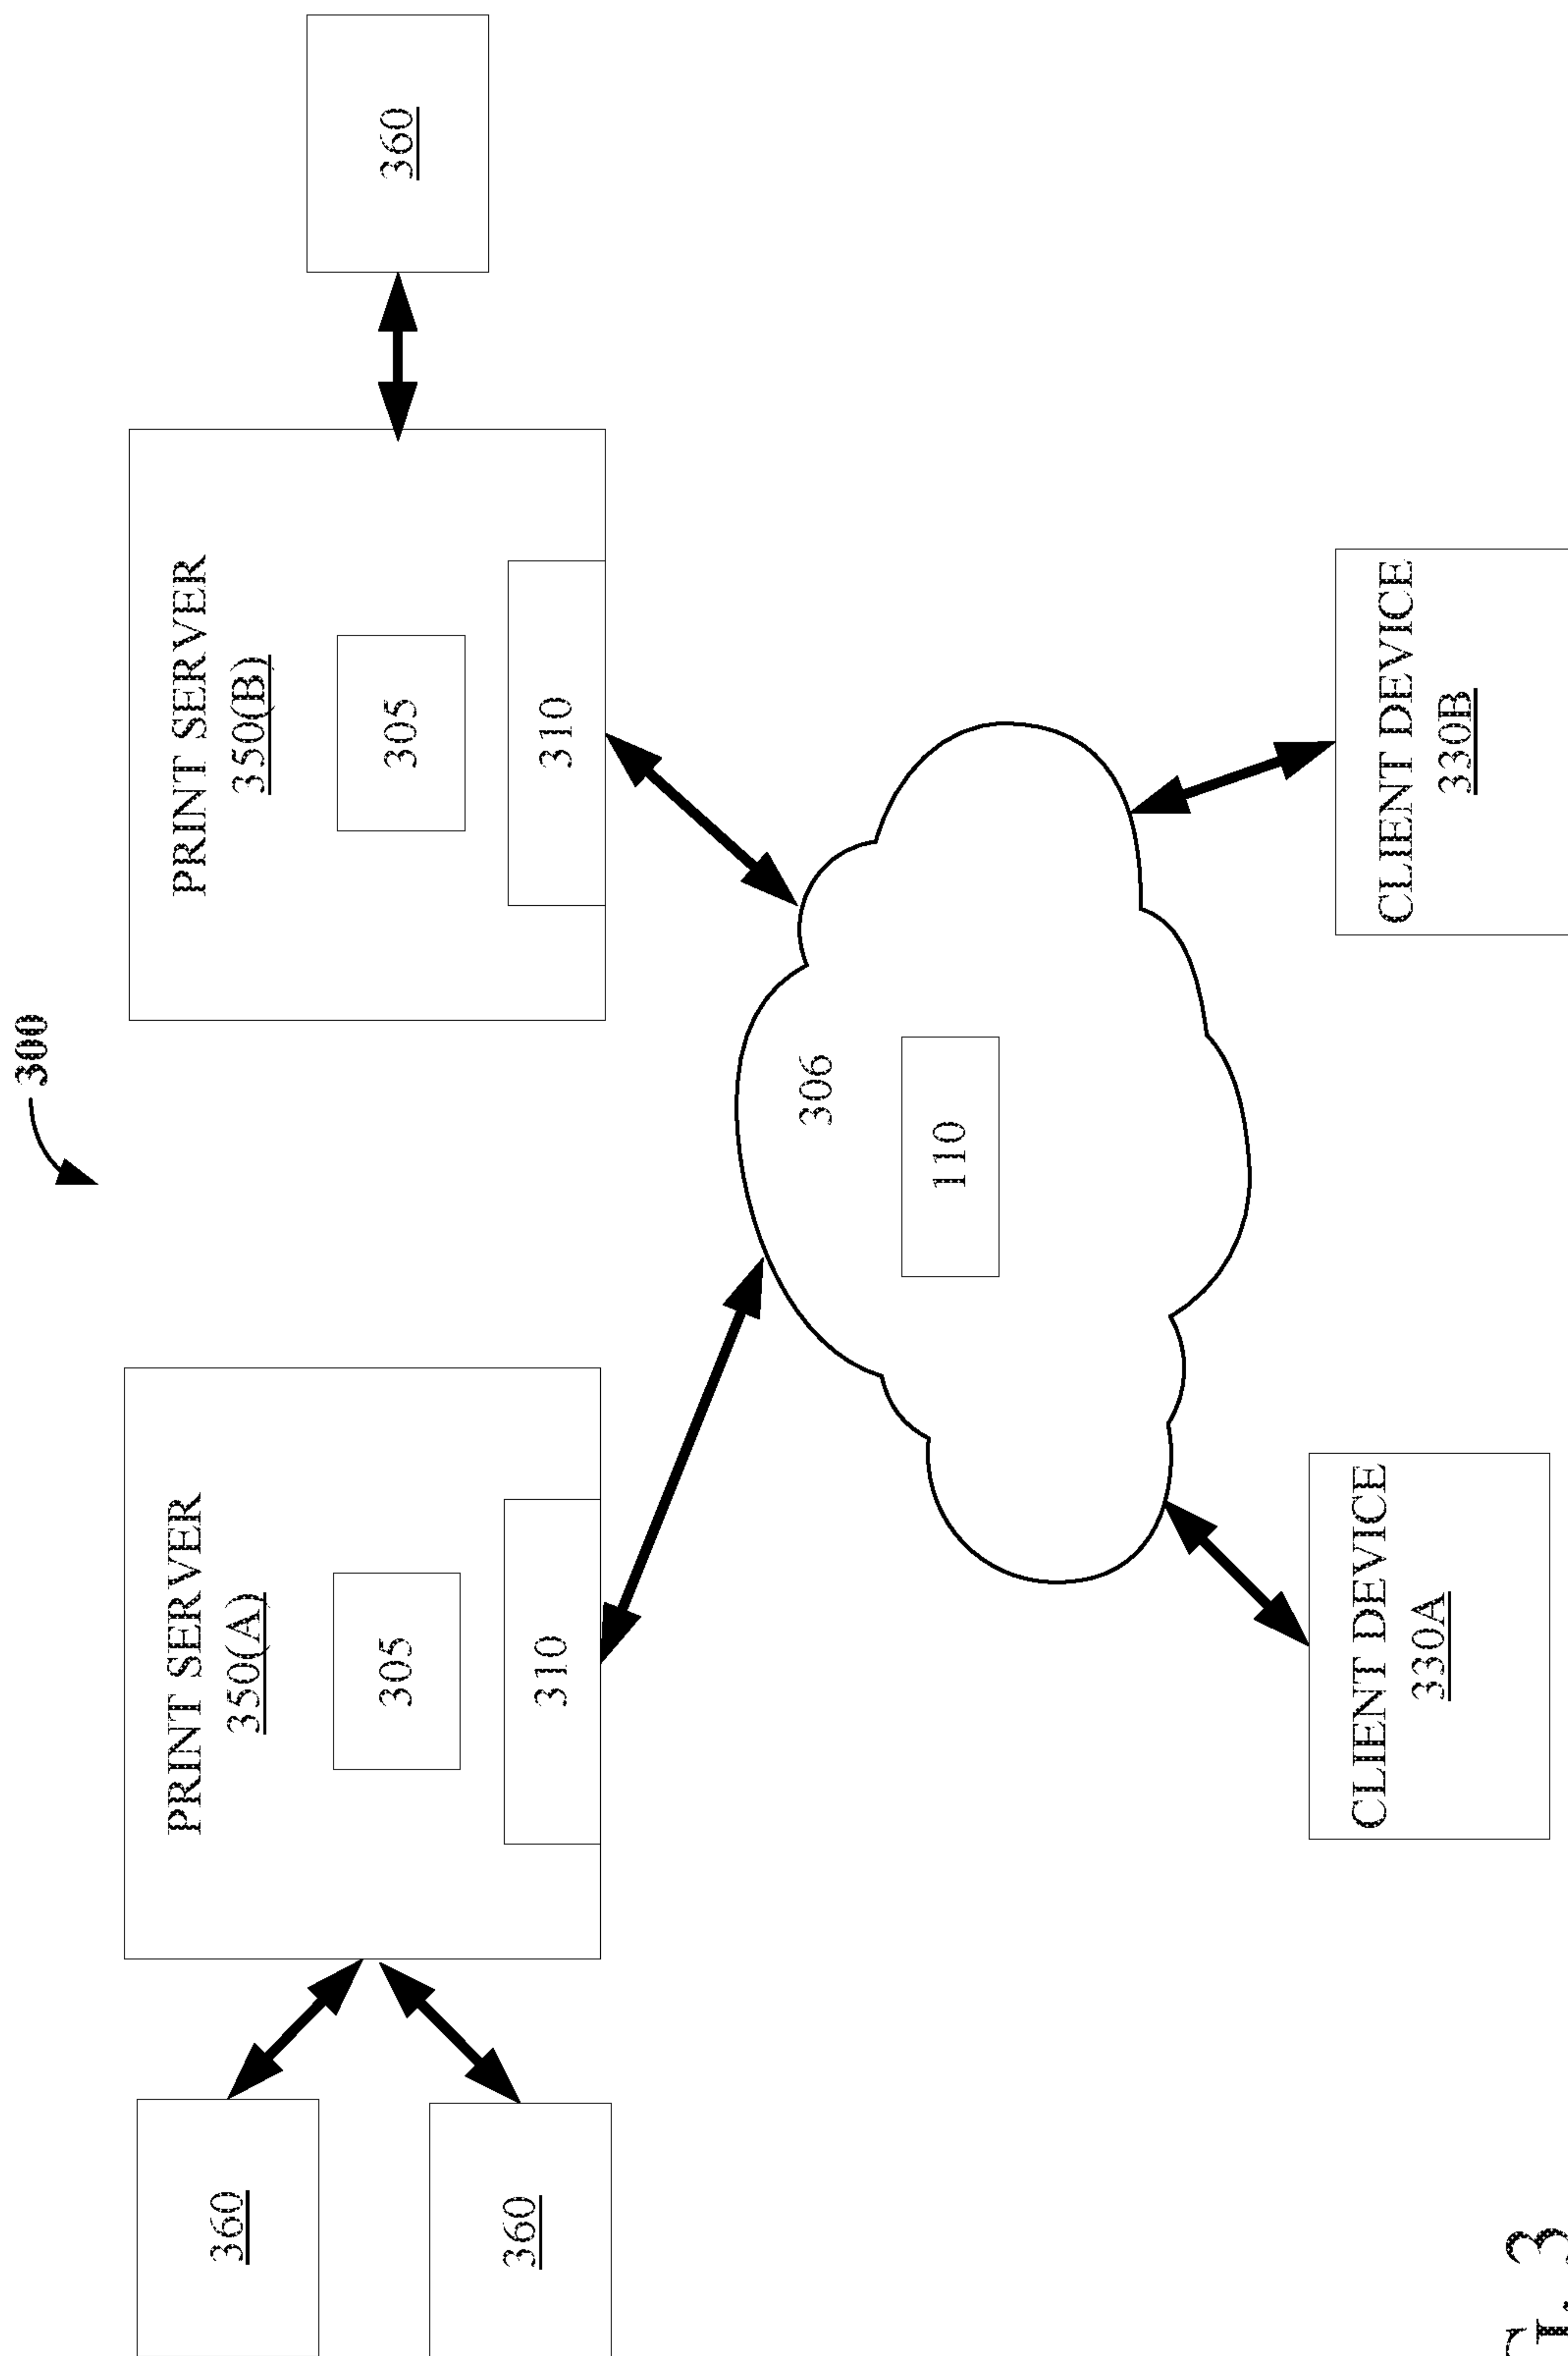 300
PRINT SERVER
350(A)
305
310
PRINT SERVER
350(B)
305
310
360
360
360
306
110
CLIENT DEVICE
330A
CLIENT DEVICE
330B
3